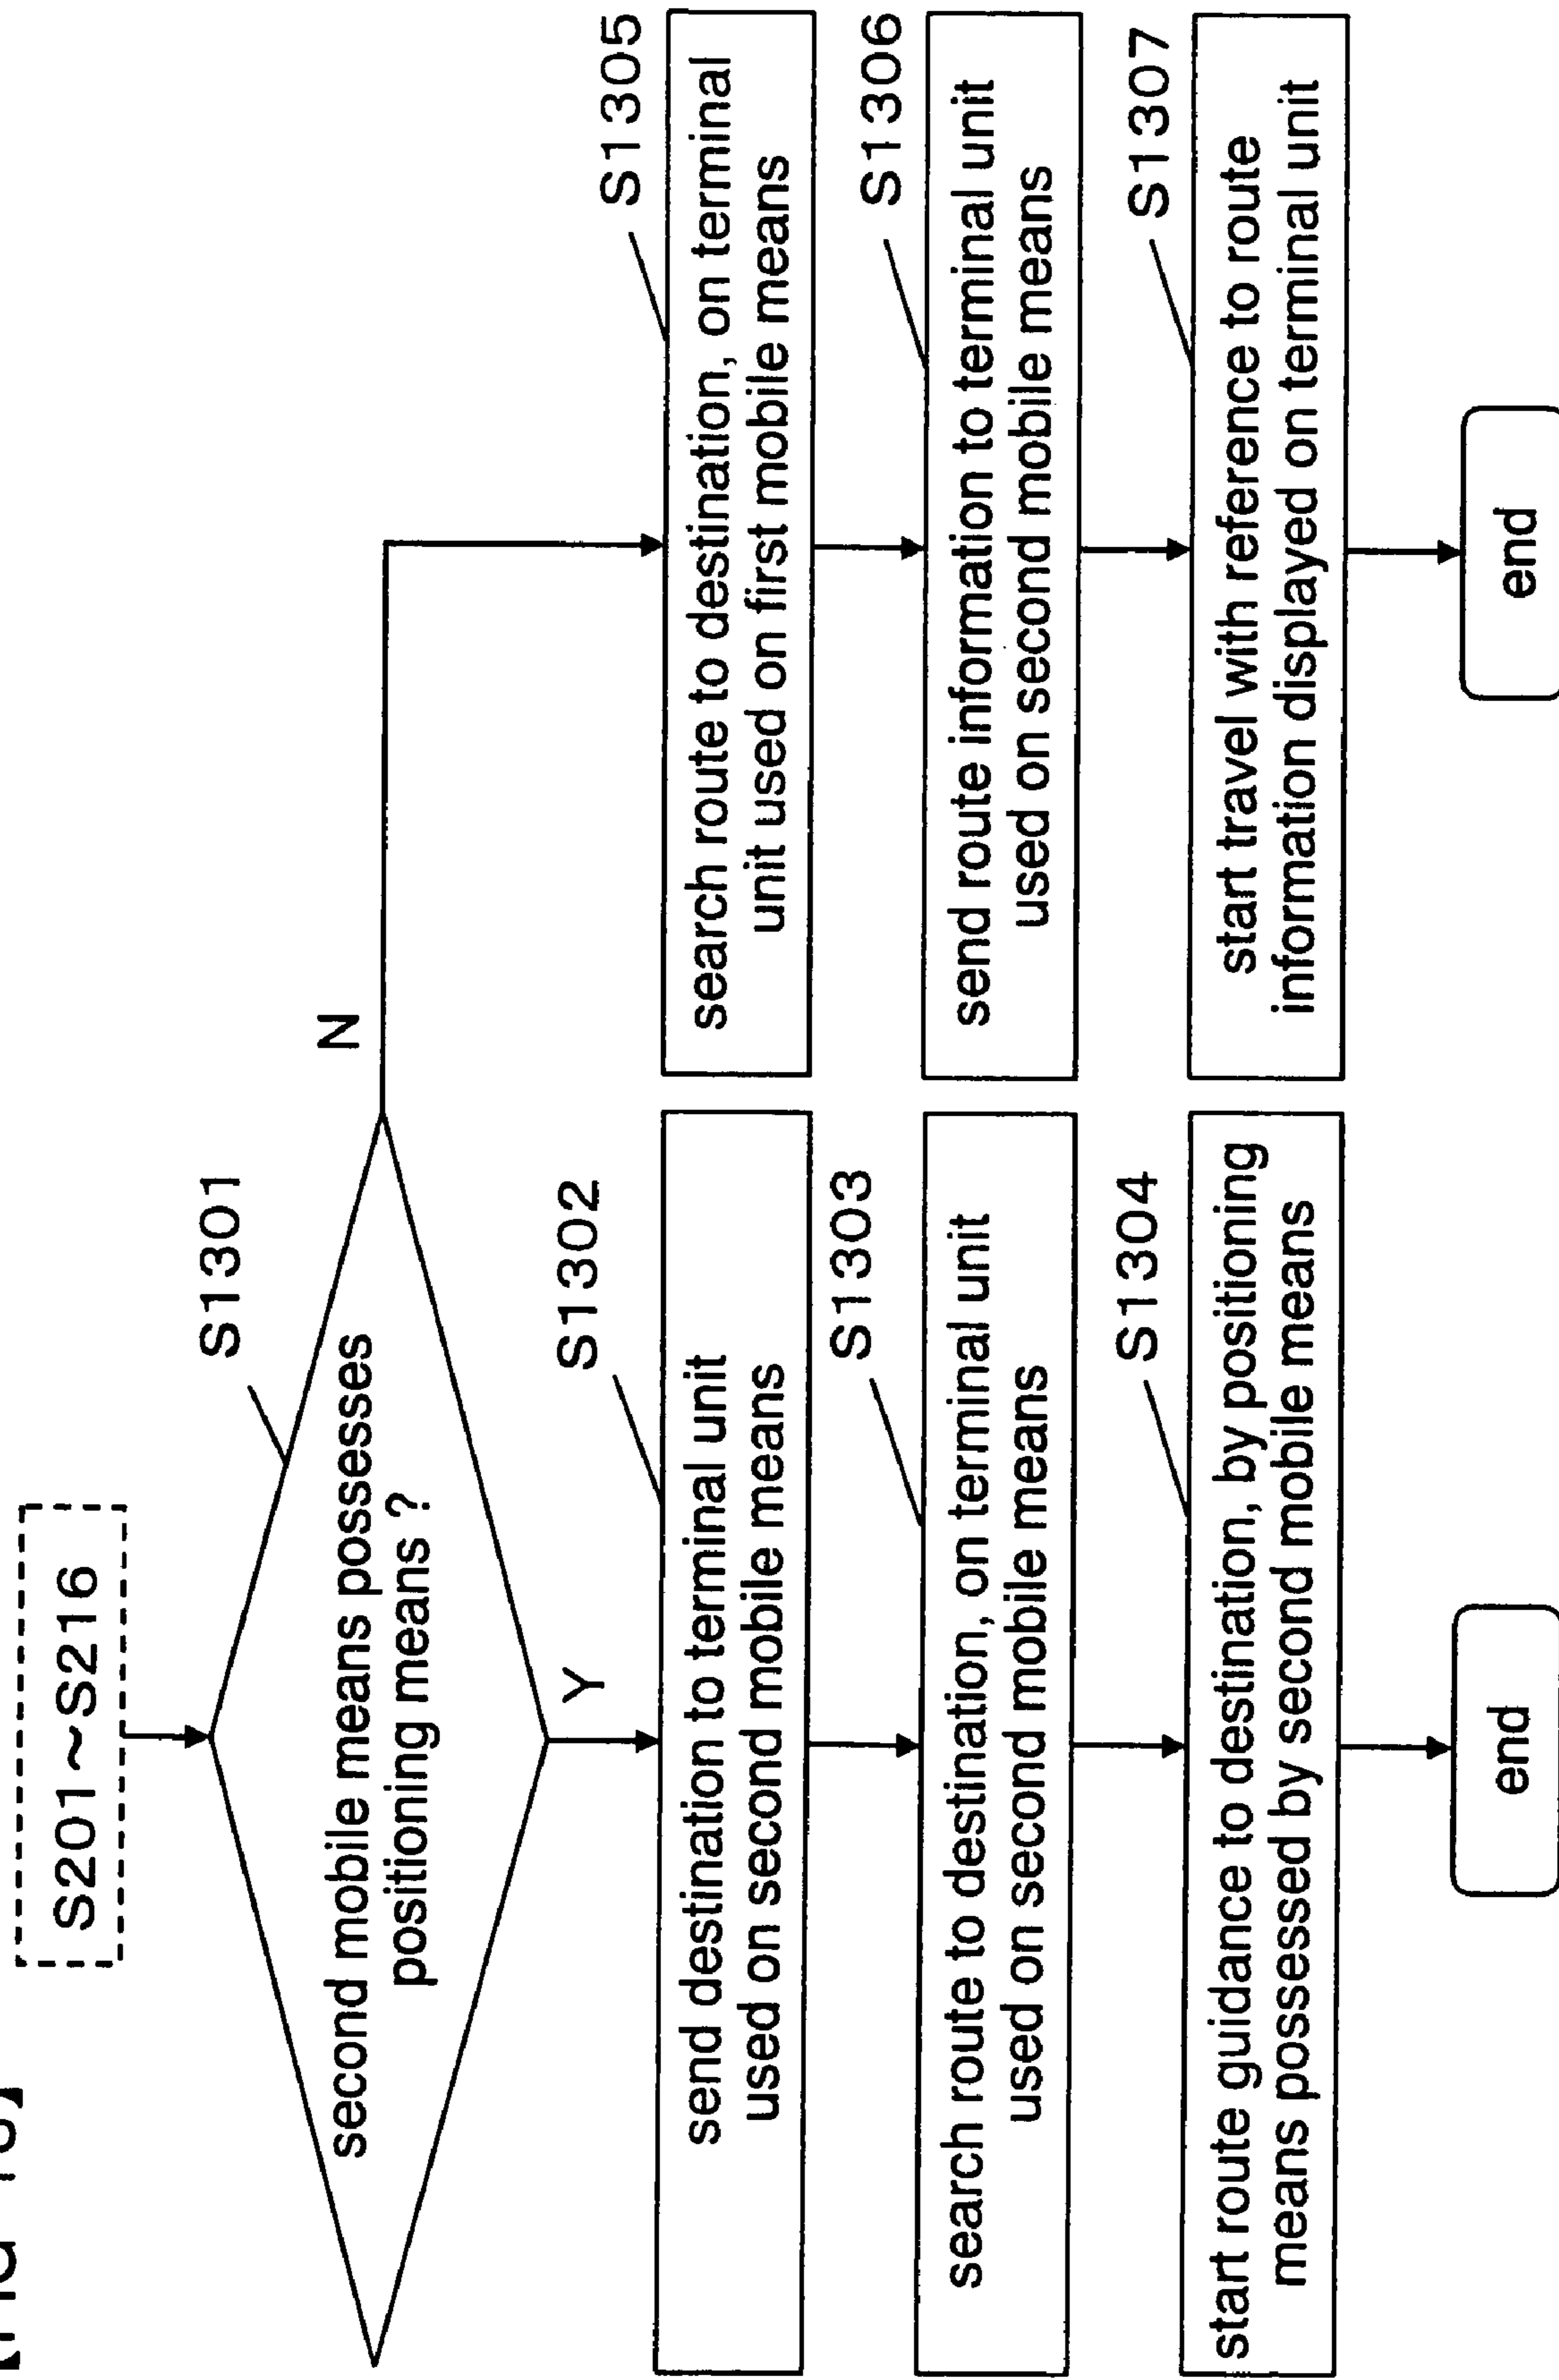 S201~S216
S1301
second mobile means possesses
positioning means ?
N
Y
S1302
send destination to terminal unit
used on second mobile means
S1303
search route to destination, on terminal unit
used on second mobile means
S1304
start route guidance to destination, by positioning
means possessed by second mobile means
end
S1305
search route to destination, on terminal
unit used on first mobile means
S1306
send route information to terminal unit
used on second mobile means
S1307
start travel with reference to route
information displayed on terminal unit
end